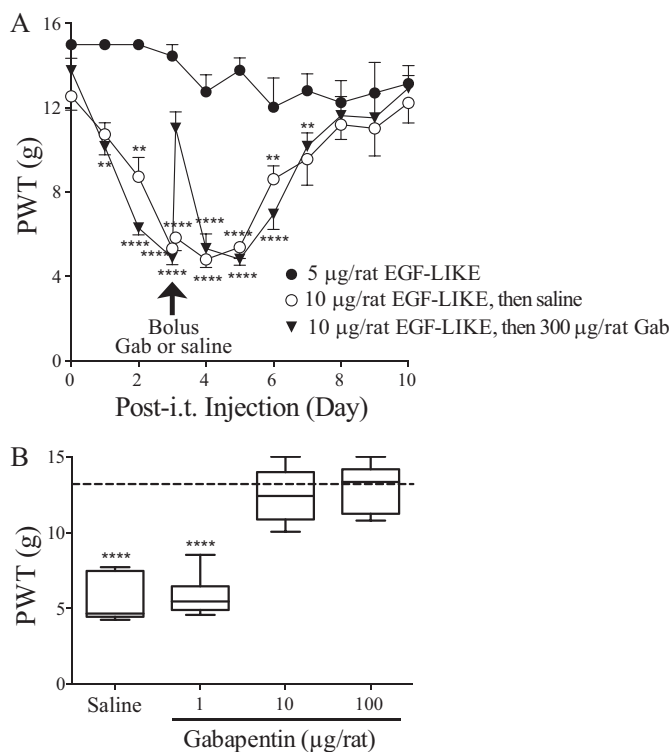 A
16
12
8
4
0
PWT (g)
**
**
****
****
****
****
****
****
****
****
**
****
**
Bolus
Gab or saline
5 μg/rat EGF-LIKE
10 μg/rat EGF-LIKE, then saline
10 μg/rat EGF-LIKE, then 300 μg/rat Gab
0 2 4 6 8 10
Post-i.t. Injection (Day)
B
15
10
5
0
PWT (g)
**** ****
Saline 1 10 100
Gabapentin (μg/rat)